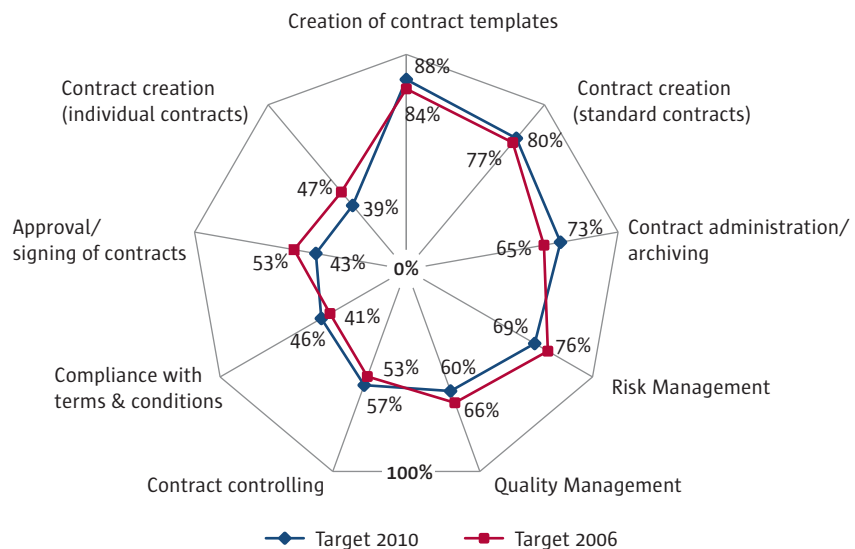 Creation of contract templates
88%
84%
Contract creation
(individual contracts)
Contract creation
(standard contracts)
80%
77%
47%
39%
Approval/
signing of contracts
53%
43%
0%
65%
73%
Contract administration/
archiving
41%
46%
69%
76%
Compliance with
terms & conditions
53%
57%
60%
66%
Risk Management
Contract controlling
100%
Quality Management
Target 2010
Target 2006